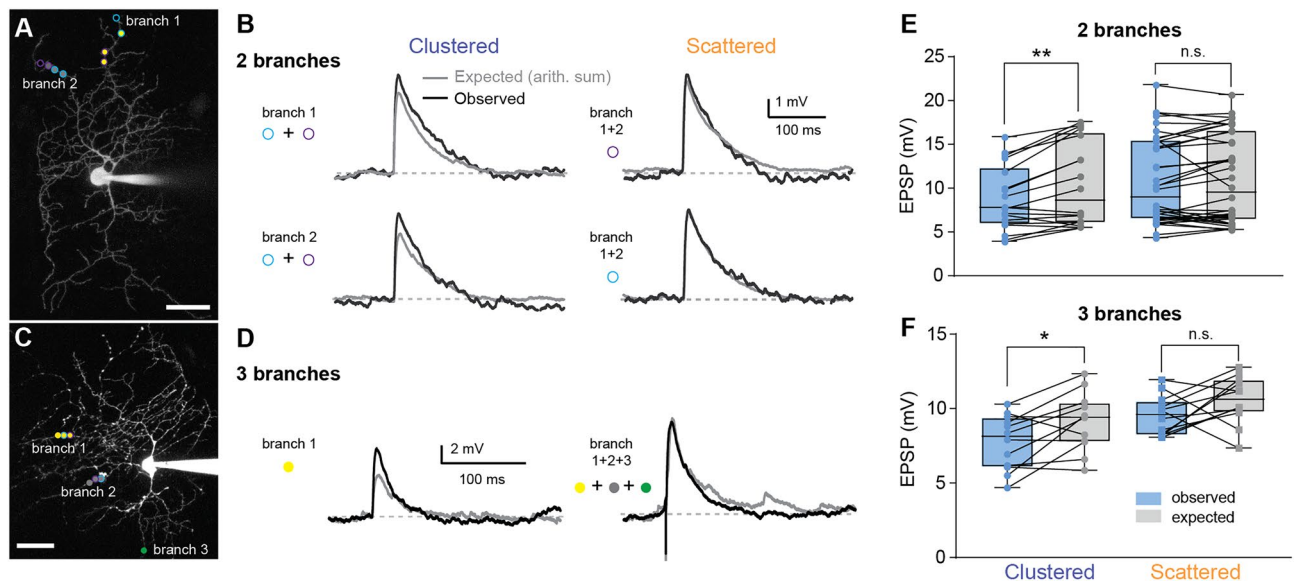 A
branch 1
branch 2
B
Clustered
Scattered
2 branches
Expected (arith. sum)
Observed
branch 1
+
branch
1+2
1 mV
100 ms
branch 2
+
branch
1+2
C
branch 1
branch 2
branch 3
D
3 branches
branch 1
2 mV
100 ms
branch
1+2+3
+ +
E
2 branches
EPSP (mV)
25
20
15
10
5
0
**
n.s.
F
3 branches
EPSP (mV)
15
10
5
0
*
n.s.
observed
expected
Clustered
Scattered